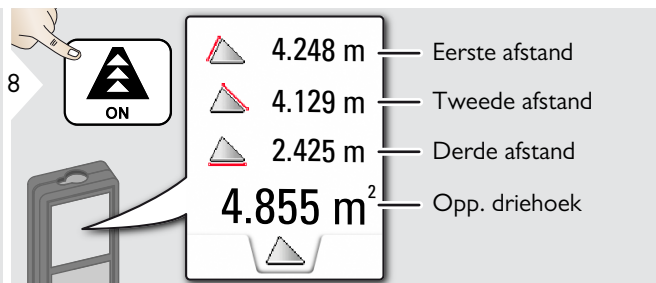 8
ON
4.248 m Eerste afstand
4.129 m Tweede afstand
2.425 m Derde afstand
4.855 m² Opp. driehoek